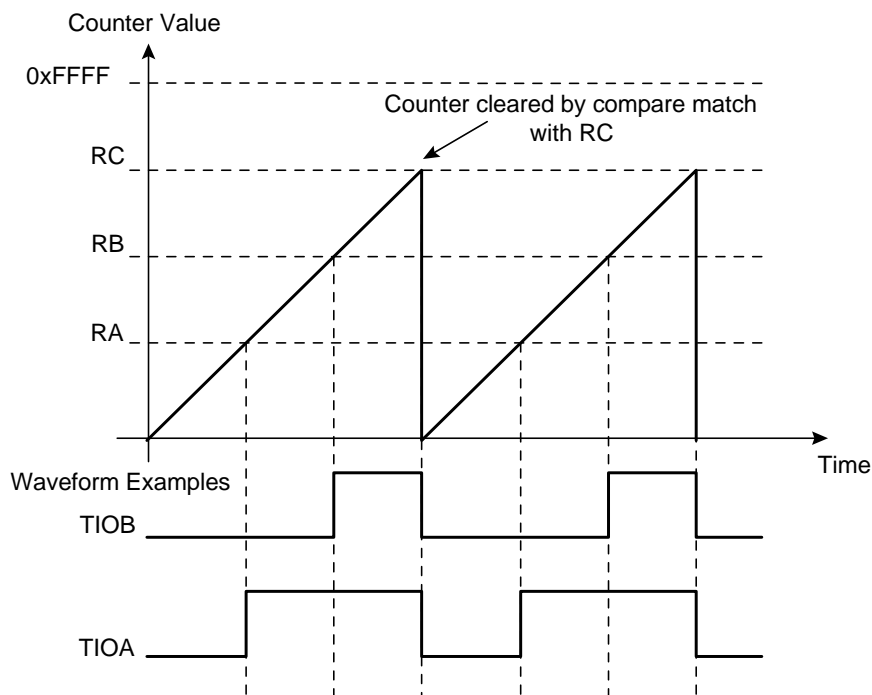 Counter Value
0xFFFF
Counter cleared by compare match
with RC
RC
RB
RA
Time
Waveform Examples
TIOB
TIOA